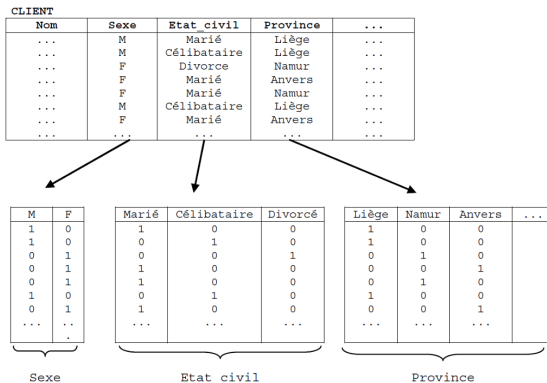 CLIENT
Nom Sexe Etat_civil Province ...
... M Marié Liège ...
... M Célibataire Liège ...
... F Divorce Namur ...
... F Marié Anvers ...
... F Marié Namur ...
... M Célibataire Liège ...
... F Marié Anvers ...
... ... ... ... ...
M F Marié Célibataire Divorcé Liège Namur Anvers ...
1 0 1 0 0 1 0 0
1 0 0 1 0 1 0 0
0 1 0 0 1 0 1 0
0 1 1 0 0 0 0 1
0 1 1 0 0 0 1 0
1 0 0 1 0 1 0 0
0 1 1 0 0 0 0 1
... ... ... ... ... ... ... ...
Sexe Etat civil Province